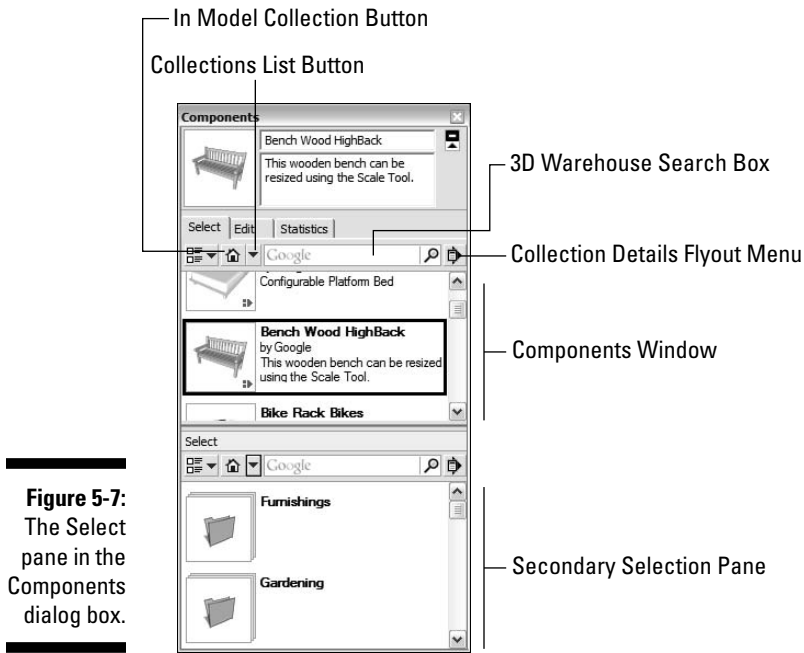 In Model Collection Button
Collections List Button
Components
Bench Wood HighBack
This wooden bench can be
resized using the Scale Tool.
3D Warehouse Search Box
Select
Edit
Statistics
Google
Collection Details Flyout Menu
Configurable Platform Bed
Bench Wood HighBack
by Google
This wooden bench can be resized
using the Scale Tool.
Components Window
Bike Rack Bikes
Select
Google
Furnishings
Gardening
Secondary Selection Pane
Figure 5-7:
The Select
pane in the
Components
dialog box.